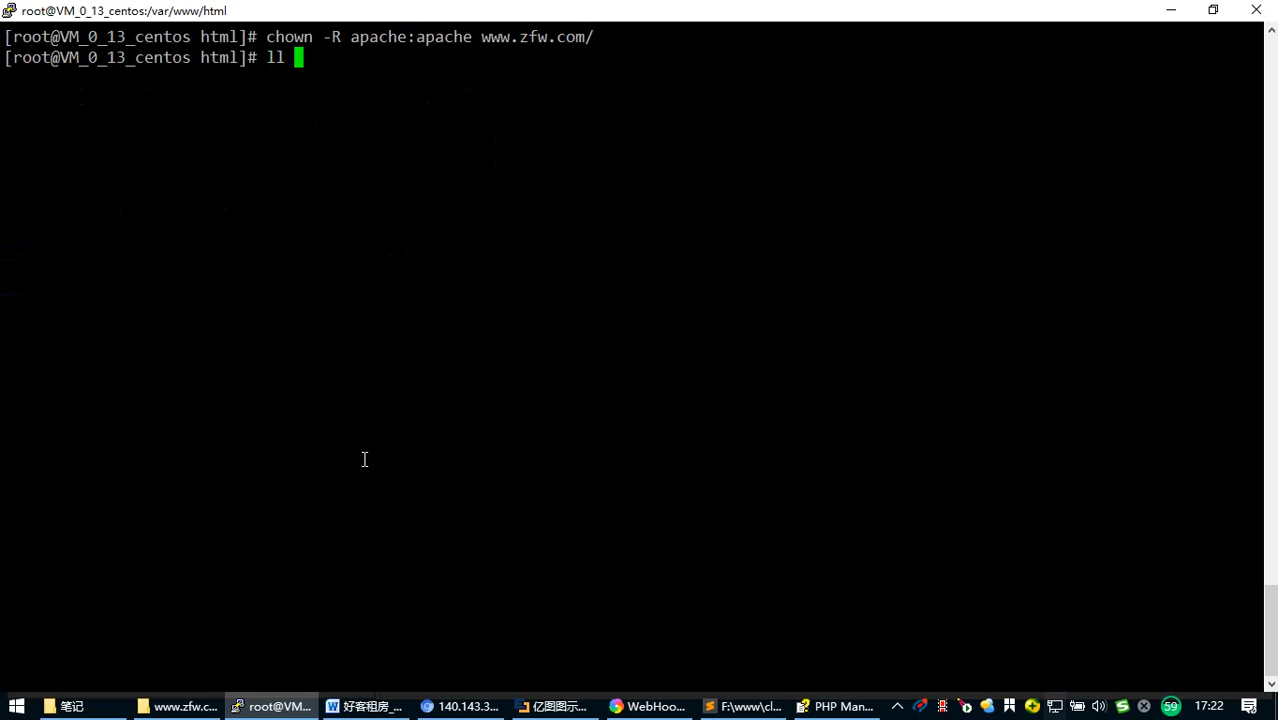 root@VM_0_13_centos:/var/www/html
[root@VM_0_13_centos html]# chown -R apache:apache www.zfw.com/
[root@VM_0_13_centos html]# ll
笔记
www.zfw.c...
root@VM...
好客租房_...
140.143.3...
亿图图示...
WebHoo...
F:\www\cl...
PHP Man...
59
17:22